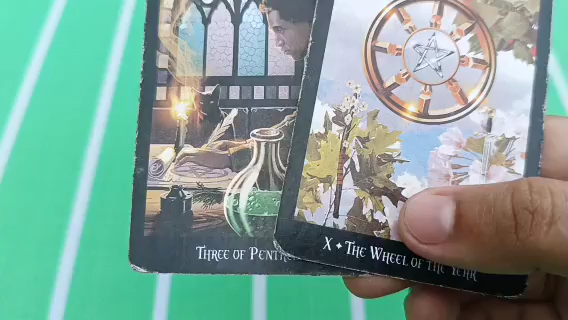 Three of Pent
X ✦ The Wheel of the Year